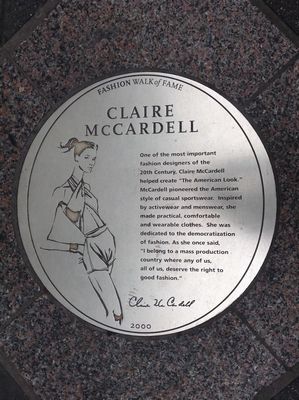 FASHION WALK of FAME
CLAIRE
McCARDELL
One of the most important
fashion designers of the
20th Century, Claire McCardell
helped create "The American Look."
McCardell pioneered the American
style of casual sportswear. Inspired
by activewear and menswear, she
made practical, comfortable
and wearable clothes. She was
dedicated to the democratization
of fashion. As she once said,
"I belong to a mass production
country where any of us,
all of us, deserve the right to
good fashion."
Claire McCardell
2000